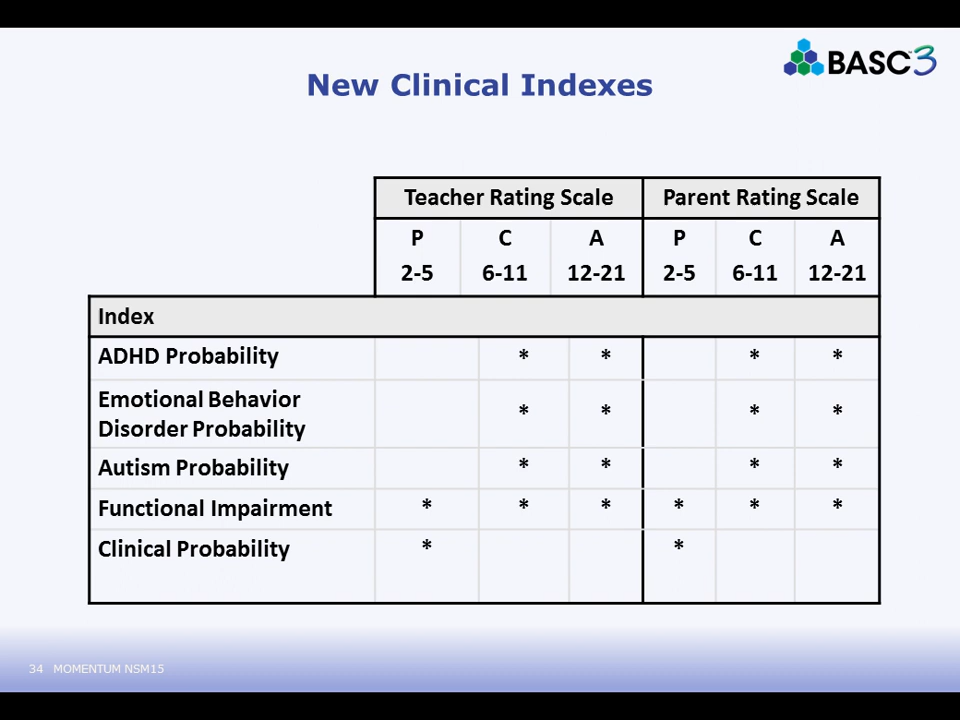 BASC™3
New Clinical Indexes
Teacher Rating Scale Parent Rating Scale
P C A P C A
2-5 6-11 12-21 2-5 6-11 12-21
Index
ADHD Probability * * * *
Emotional Behavior
Disorder Probability * * * *
Autism Probability * * * *
Functional Impairment * * * * * *
Clinical Probability * *
34 MOMENTUM NSM15